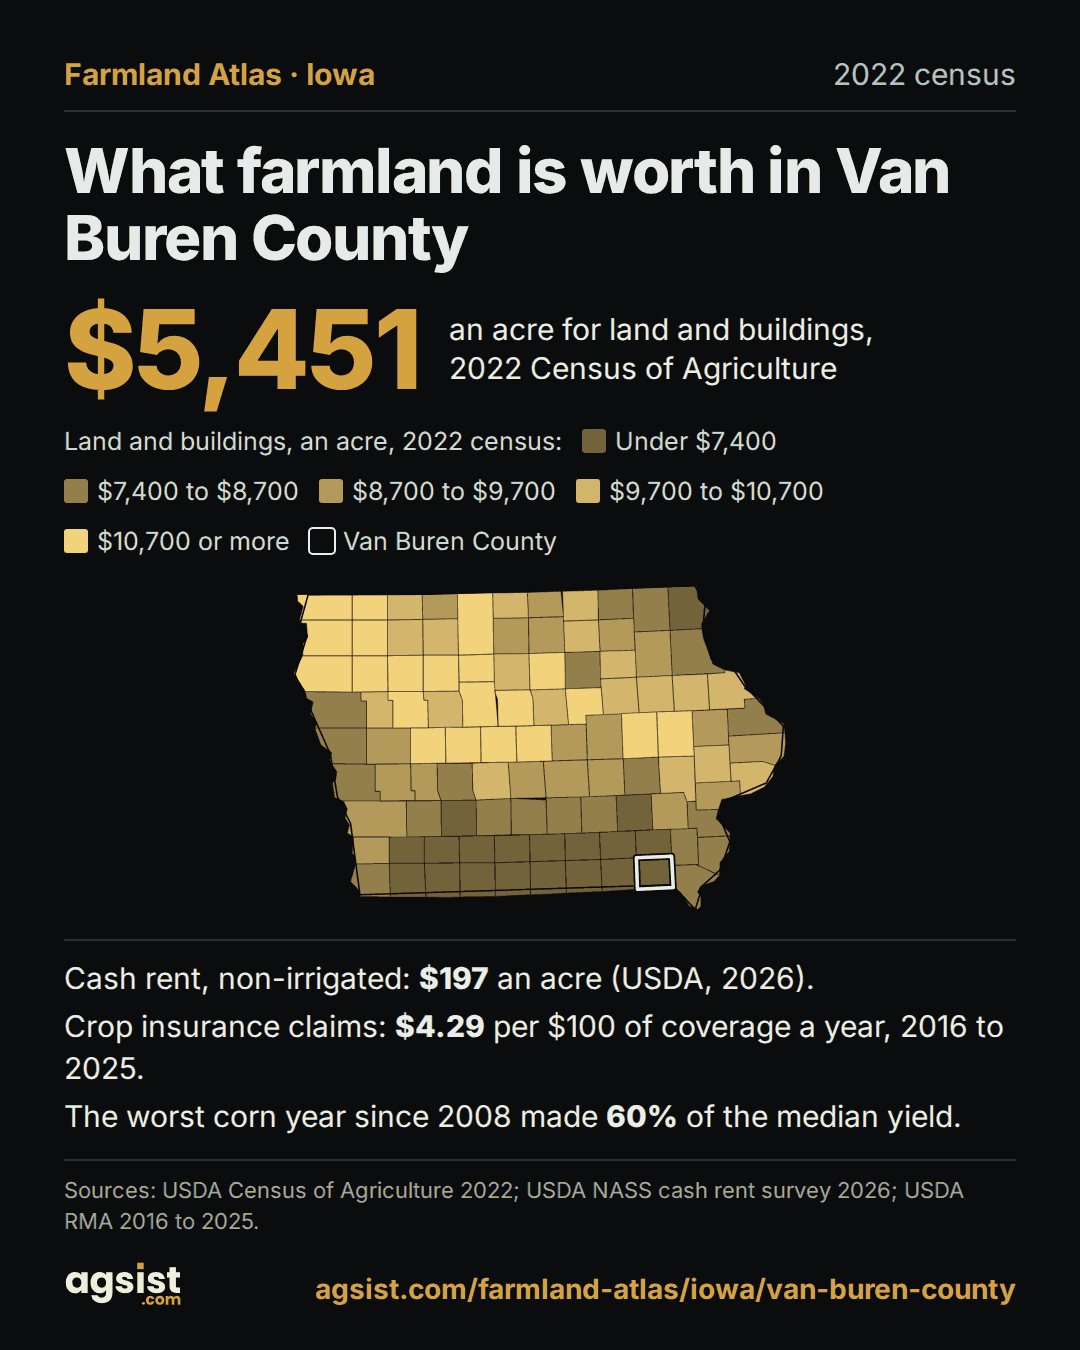 Farmland Atlas · Iowa
2022 census
What farmland is worth in Van
Buren County
$5,451
an acre for land and buildings,
2022 Census of Agriculture
Land and buildings, an acre, 2022 census: Under $7,400
$7,400 to $8,700 $8,700 to $9,700 $9,700 to $10,700
$10,700 or more Van Buren County
Cash rent, non-irrigated: $197 an acre (USDA, 2026).
Crop insurance claims: $4.29 per $100 of coverage a year, 2016 to
2025.
The worst corn year since 2008 made 60% of the median yield.
Sources: USDA Census of Agriculture 2022; USDA NASS cash rent survey 2026; USDA
RMA 2016 to 2025.
agsist
.com
agsist.com/farmland-atlas/iowa/van-buren-county